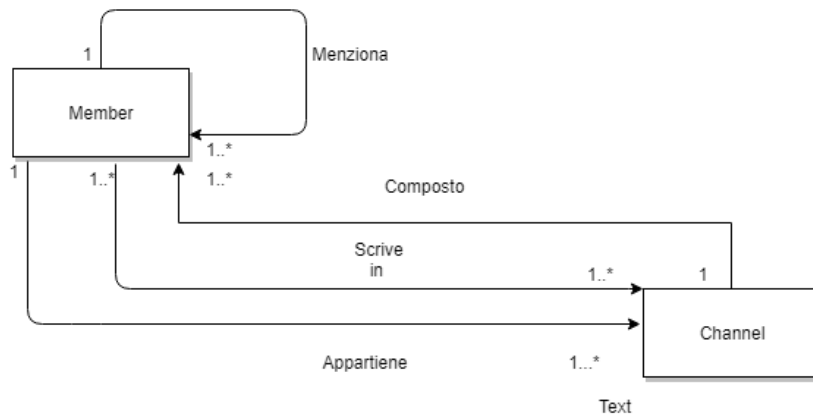 1
Menziona
Member
1..*
1
1..*
1..*
Composto
Scrive
in
1..*
1
Channel
Appartiene
1...*
Text